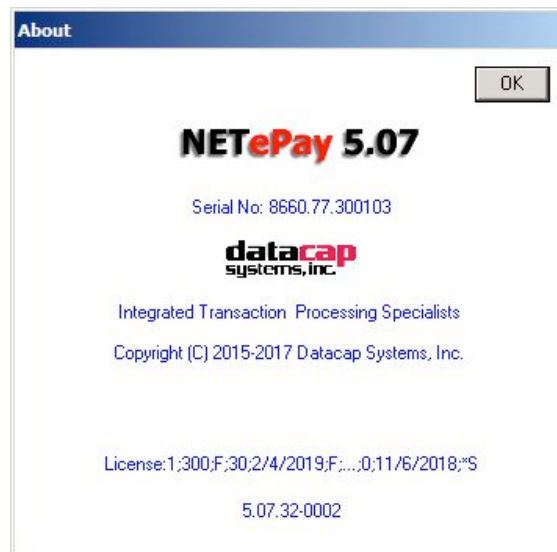 About
OK
NETePay 5.07
Serial No: 8660.77.300103
datacap
systems, inc.
Integrated Transaction Processing Specialists
Copyright (C) 2015-2017 Datacap Systems, Inc.
License:1;300;F;30;2/4/2019;F;...;0;11/6/2018;*S
5.07.32-0002